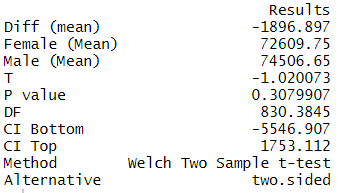 Results
Diff (mean) -1896.897
Female (Mean) 72609.75
Male (Mean) 74506.65
T -1.020073
P value 0.3079907
DF 830.3845
CI Bottom -5546.907
CI Top 1753.112
Method Welch Two Sample t-test
Alternative two.sided